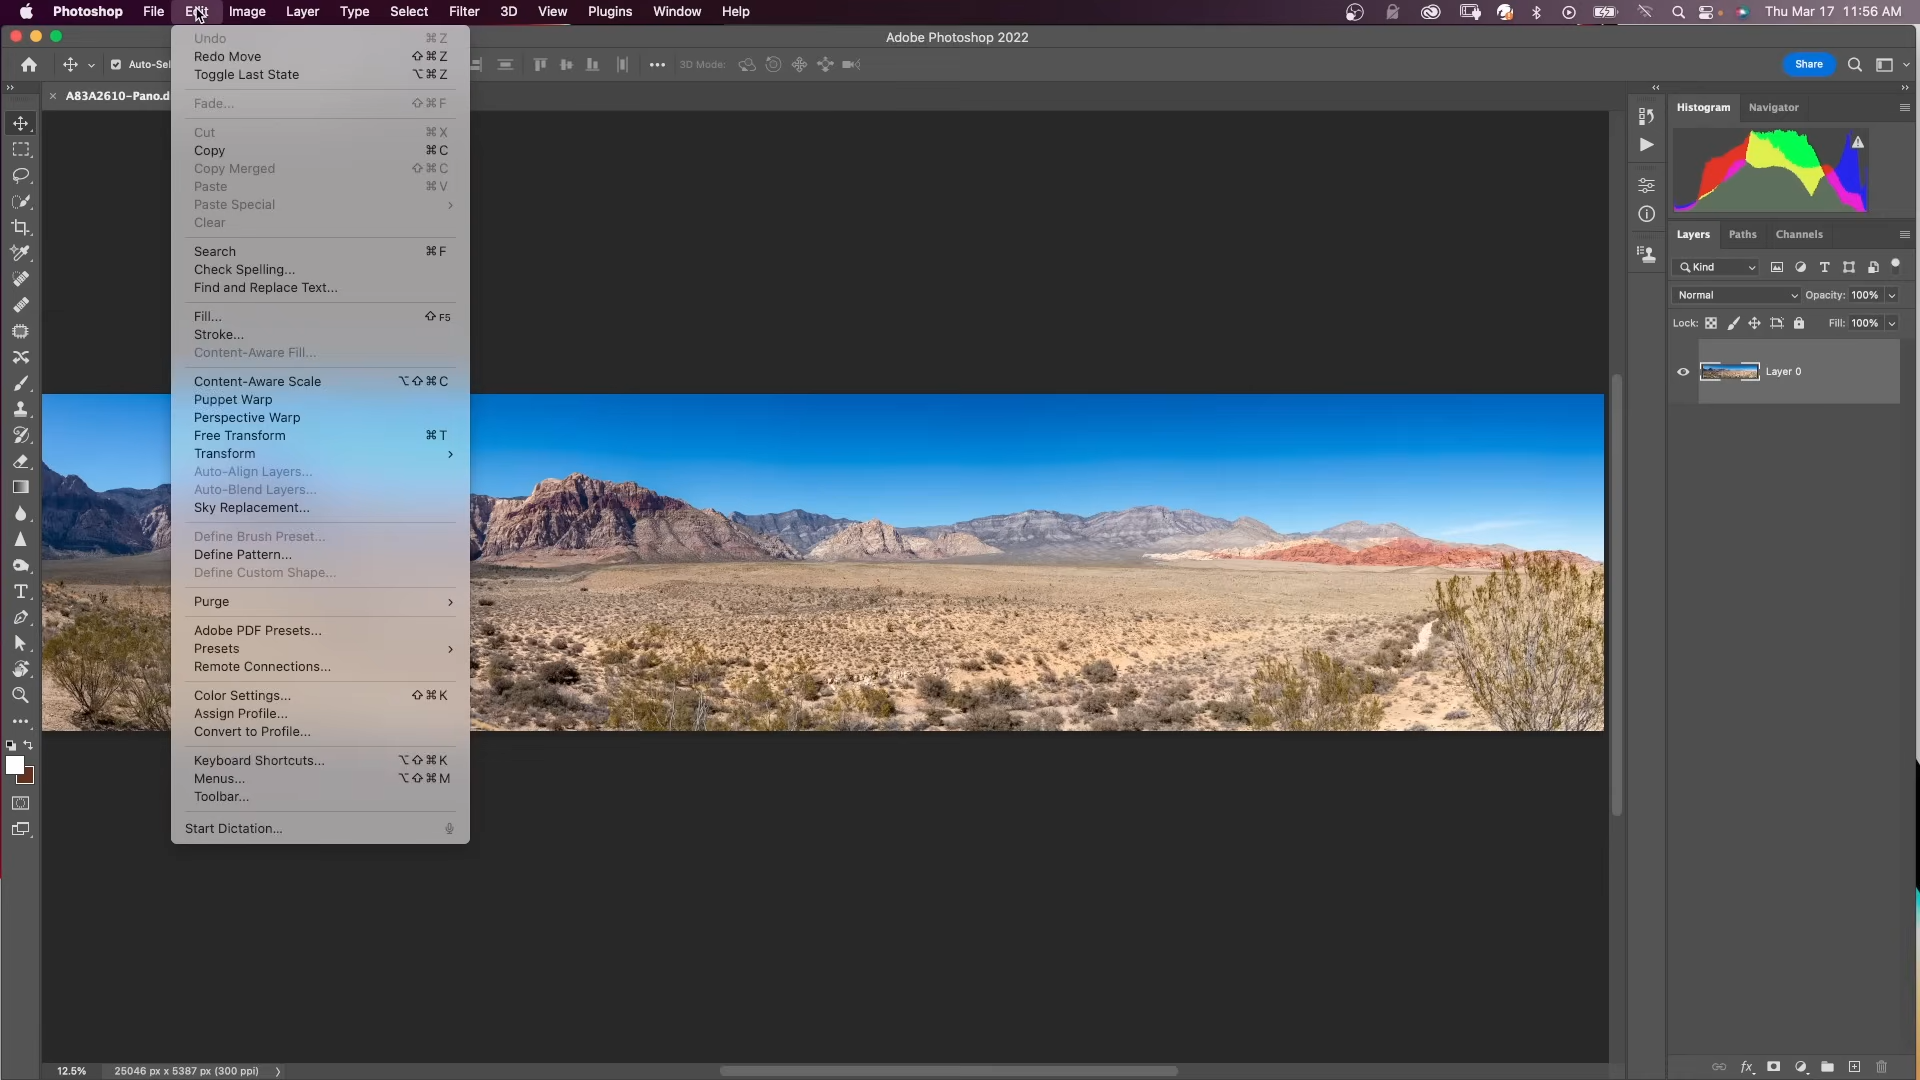 Photoshop File Edit Image Layer Type Select Filter 3D View Plugins Window Help Thu Mar 17 11:56 AM
Adobe Photoshop 2022
Auto-Sel 3D Mode: Share
A83A2610-Pano.d
Undo ⌘Z
Redo Move ⇧⌘Z
Toggle Last State ⌥⌘Z
Fade... ⇧⌘F
Cut ⌘X
Copy ⌘C
Copy Merged ⇧⌘C
Paste ⌘V
Paste Special
Clear
Search ⌘F
Check Spelling...
Find and Replace Text...
Fill... ⇧F5
Stroke...
Content-Aware Fill...
Content-Aware Scale ⌥⇧⌘C
Puppet Warp
Perspective Warp
Free Transform ⌘T
Transform
Auto-Align Layers...
Auto-Blend Layers...
Sky Replacement...
Define Brush Preset...
Define Pattern...
Define Custom Shape...
Purge
Adobe PDF Presets...
Presets
Remote Connections...
Color Settings... ⇧⌘K
Assign Profile...
Convert to Profile...
Keyboard Shortcuts... ⌥⇧⌘K
Menus... ⌥⇧⌘M
Toolbar...
Start Dictation...
Histogram Navigator
Layers Paths Channels
Kind
Normal Opacity: 100%
Lock: Fill: 100%
Layer 0
fx
12.5% 25046 px x 5387 px (300 ppi)